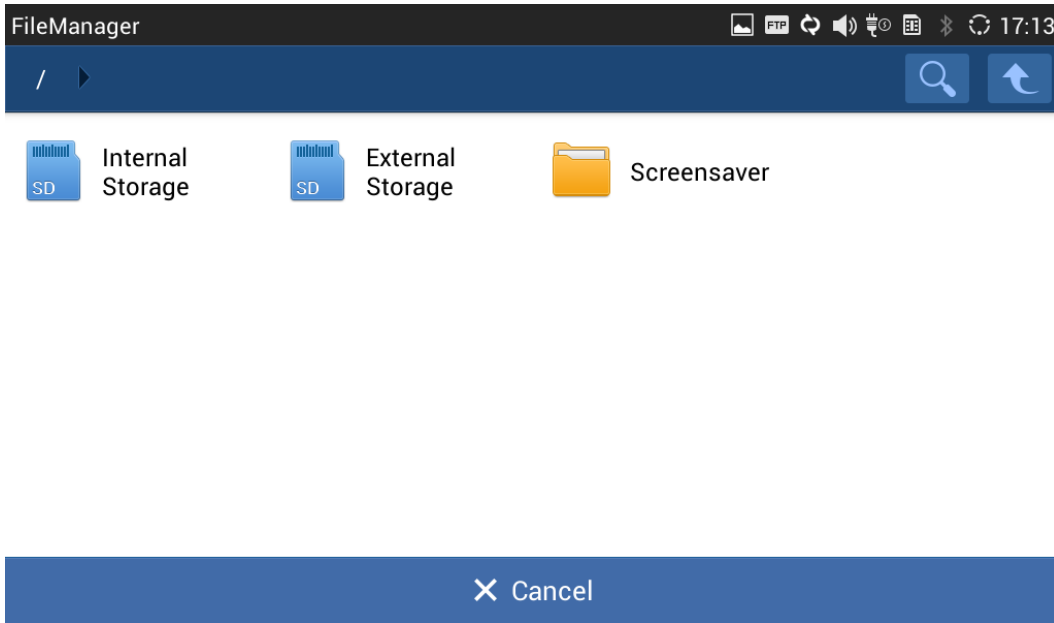 FileManager
FTP
17:13
/
SD
Internal
Storage
SD
External
Storage
Screensaver
Cancel